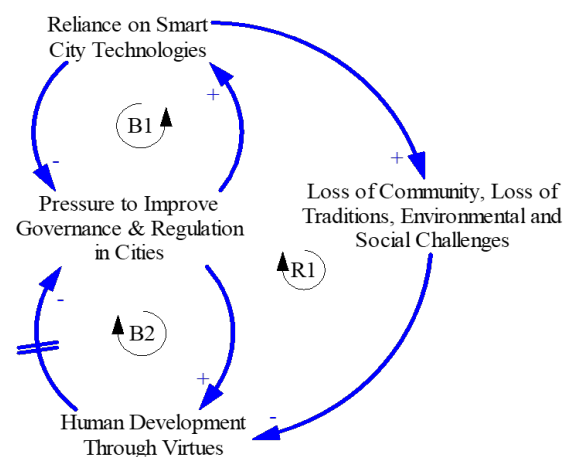 Reliance on Smart
City Technologies
B1
+
-
+
Pressure to Improve
Governance & Regulation
in Cities
Loss of Community, Loss of
Traditions, Environmental and
Social Challenges
R1
-
B2
+
-
Human Development
Through Virtues